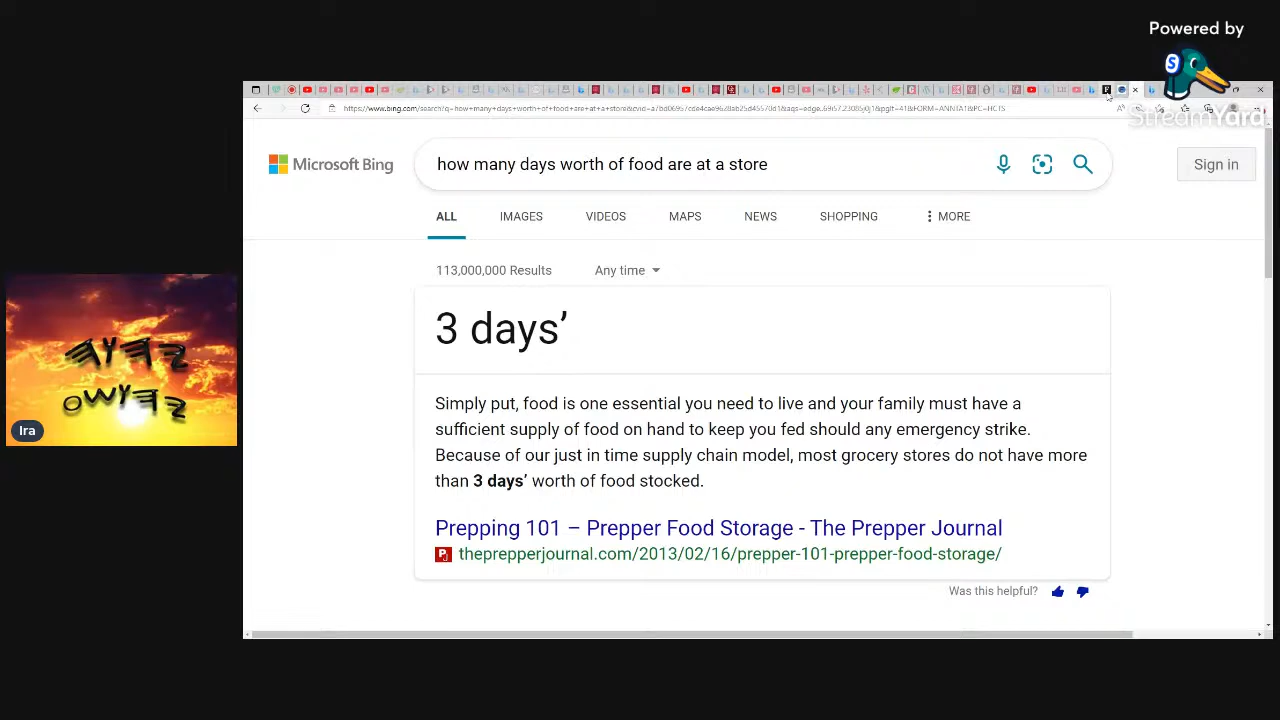 Powered by
StreamYard
Microsoft Bing
how many days worth of food are at a store
Sign in
ALL IMAGES VIDEOS MAPS NEWS SHOPPING MORE
113,000,000 Results Any time
3 days’
Simply put, food is one essential you need to live and your family must have a
sufficient supply of food on hand to keep you fed should any emergency strike.
Because of our just in time supply chain model, most grocery stores do not have more
than 3 days’ worth of food stocked.
Prepping 101 – Prepper Food Storage - The Prepper Journal
theprepperjournal.com/2013/02/16/prepper-101-prepper-food-storage/
Was this helpful?
𐤉𐤄𐤅𐤄
𐤉𐤄𐤅𐤔𐤏
Ira